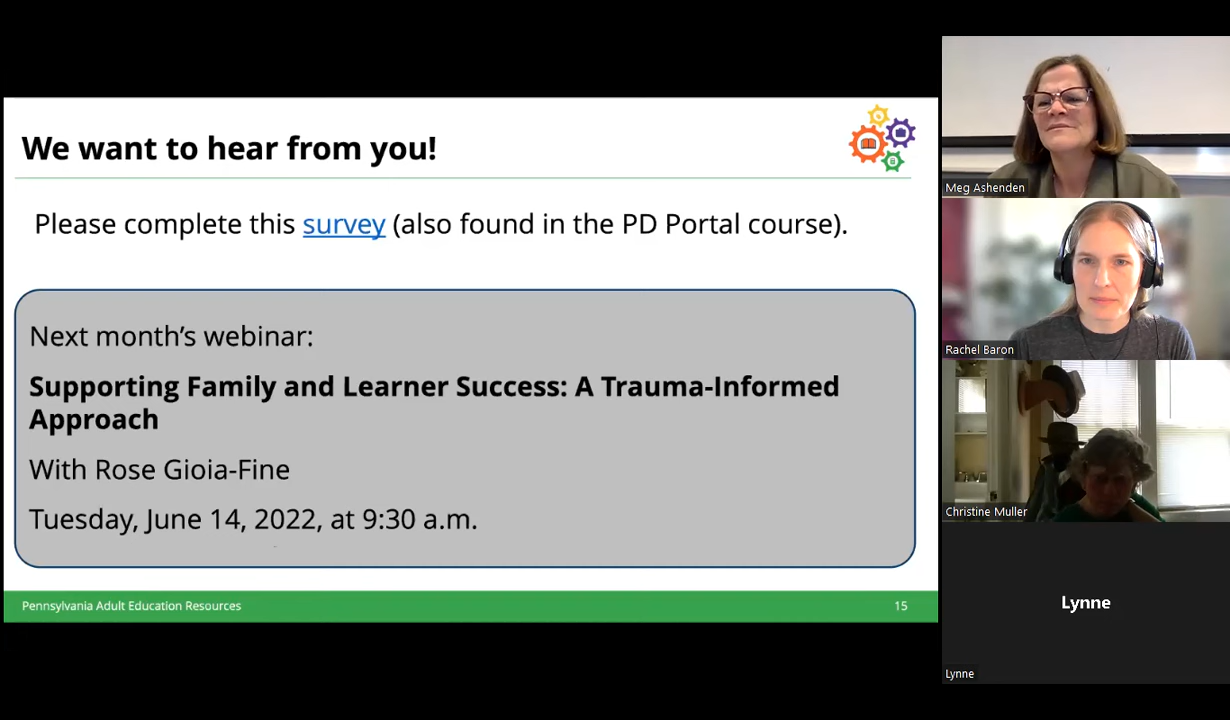 We want to hear from you!
Please complete this survey (also found in the PD Portal course).
Next month's webinar:
Supporting Family and Learner Success: A Trauma-Informed
Approach
With Rose Gioia-Fine
Tuesday, June 14, 2022, at 9:30 a.m.
Pennsylvania Adult Education Resources
15
Meg Ashenden
Rachel Baron
Christine Muller
Lynne
Lynne